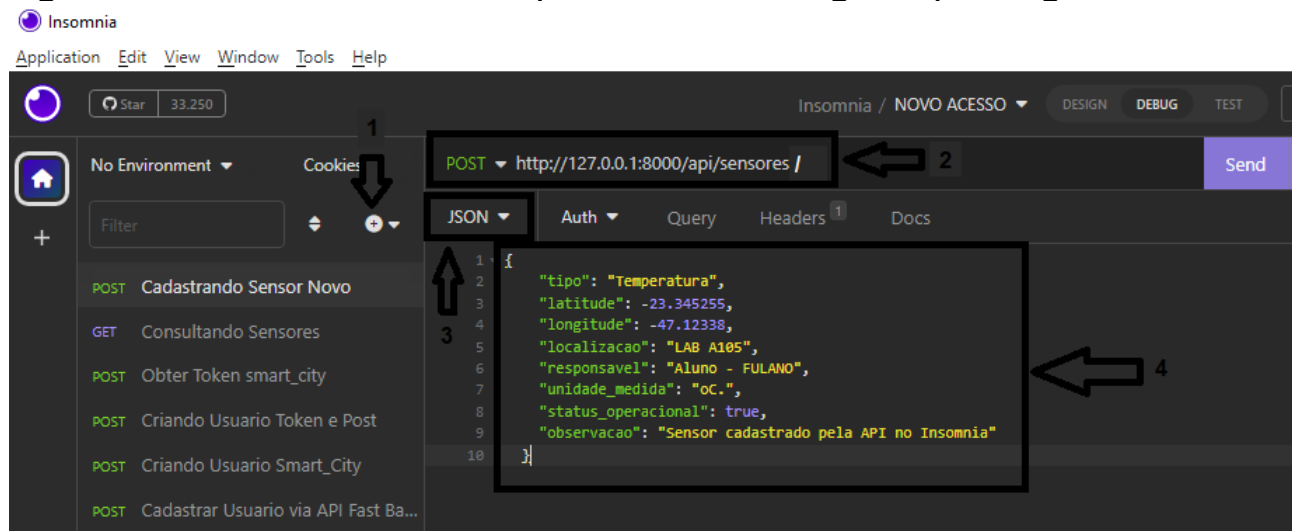 Insomnia
Application Edit View Window Tools Help
Star 33.250
Insomnia / NOVO ACESSO
DESIGN DEBUG TEST
1
No Environment
Cookies
POST http://127.0.0.1:8000/api/sensores /
2
Send
Filter
JSON
Auth
Query
Headers 1
Docs
3
POST Cadastrando Sensor Novo
GET Consultando Sensores
POST Obter Token smart_city
POST Criando Usuario Token e Post
POST Criando Usuario Smart_City
POST Cadastrar Usuario via API Fast Ba...
1 {
2 "tipo": "Temperatura",
3 "latitude": -23.345255,
4 "longitude": -47.12338,
5 "localizacao": "LAB A105",
6 "responsavel": "Aluno - FULANO",
7 "unidade_medida": "oC.",
8 "status_operacional": true,
9 "observacao": "Sensor cadastrado pela API no Insomnia"
10 }
4